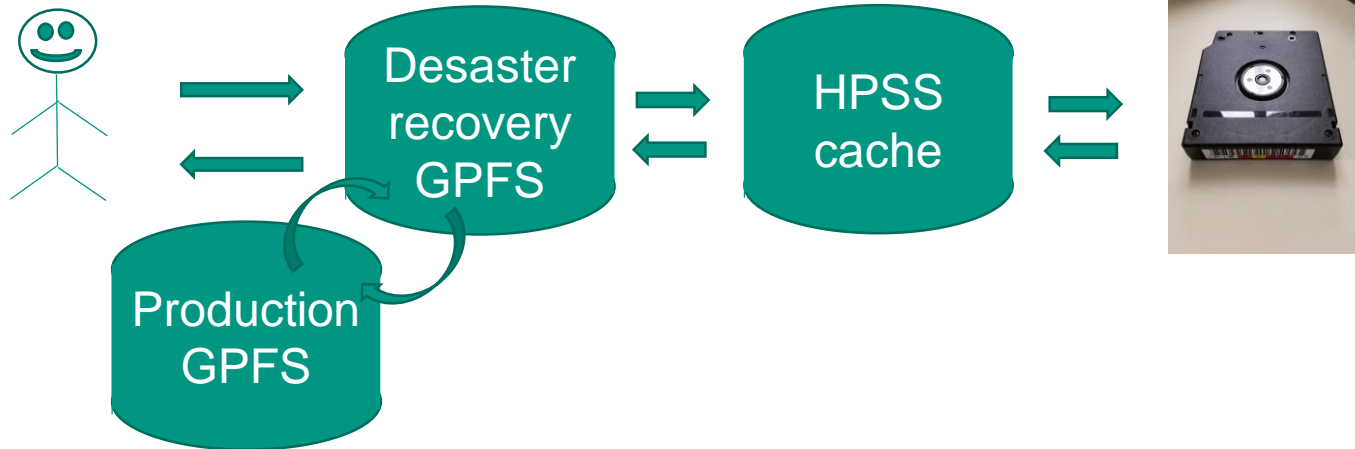 Desaster
recovery
GPFS
HPSS
cache
Production
GPFS